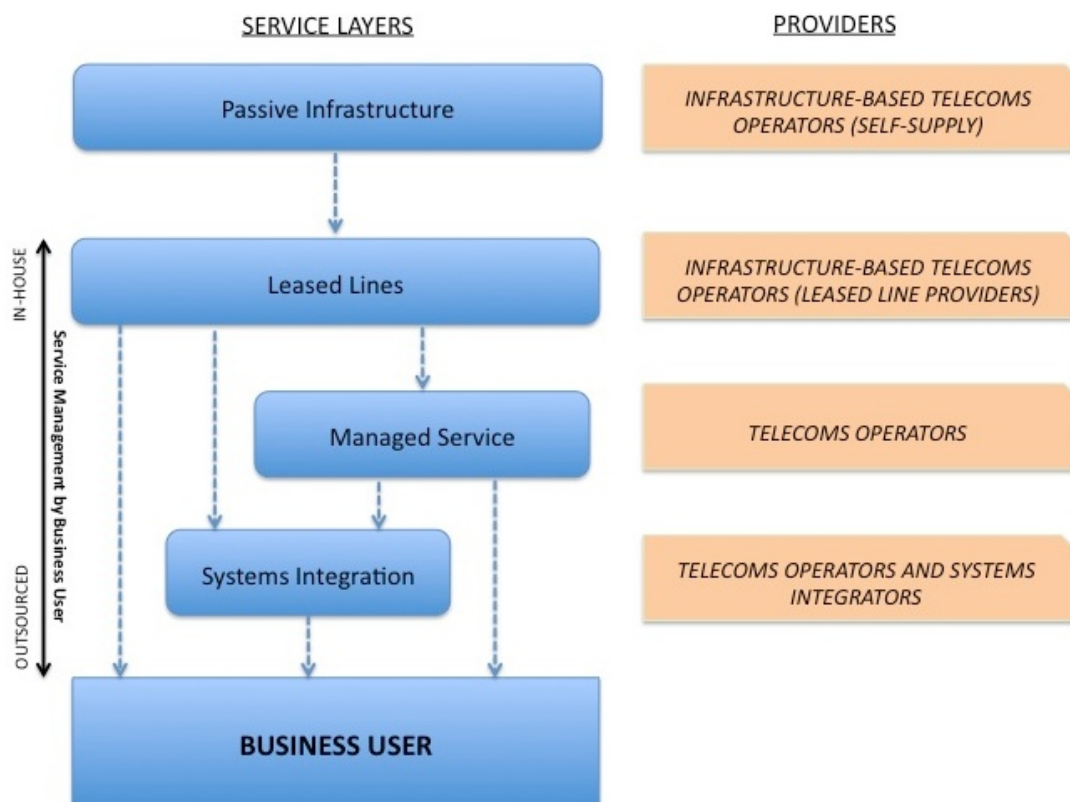 SERVICE LAYERS
PROVIDERS
Passive Infrastructure
INFRASTRUCTURE-BASED TELECOMS
OPERATORS (SELF-SUPPLY)
IN-HOUSE
Leased Lines
INFRASTRUCTURE-BASED TELECOMS
OPERATORS (LEASED LINE PROVIDERS)
Service Management by Business User
Managed Service
TELECOMS OPERATORS
Systems Integration
TELECOMS OPERATORS AND SYSTEMS
INTEGRATORS
OUTSOURCED
BUSINESS USER